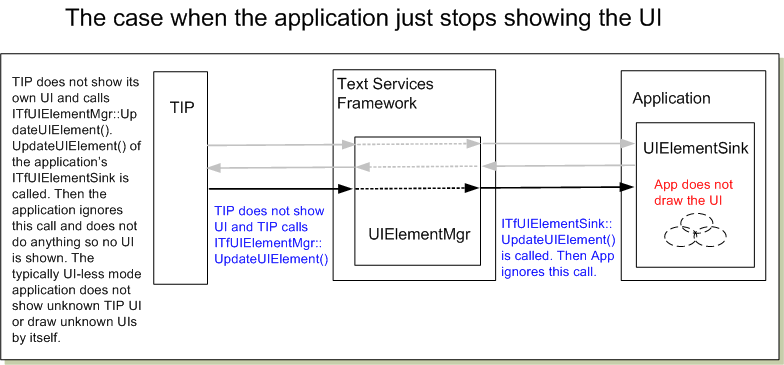 The case when the application just stops showing the UI
TIP does not show its
own UI and calls
ITfUIElementMgr::Up
dateUIElement().
UpdateUIElement() of
the application's
ITfUIElementSink is
called. Then the
application ignores
this call and does not
do anything so no UI
is shown. The
typically UI-less mode
application does not
show unknown TIP UI
or draw unknown UIs
by itself.
TIP
TIP does not show
UI and TIP calls
ITfUIElementMgr::
UpdateUIElement()
Text Services
Framework
UIElementMgr
ITfUIElementSink::
UpdateUIElement()
is called. Then App
ignores this call.
Application
UIElementSink
App does not
draw the UI